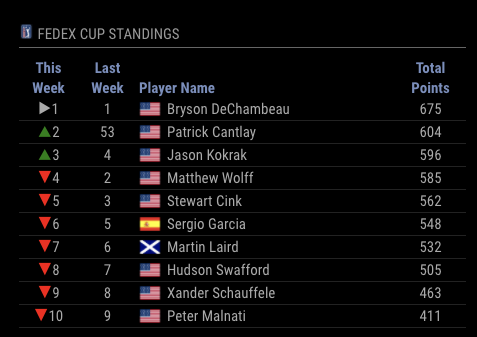 FEDEX CUP STANDINGS
This Week Last Week Player Name Total Points
1 1 Bryson DeChambeau 675
2 53 Patrick Cantlay 604
3 4 Jason Kokrak 596
4 2 Matthew Wolff 585
5 3 Stewart Cink 562
6 5 Sergio Garcia 548
7 6 Martin Laird 532
8 7 Hudson Swafford 505
9 8 Xander Schauffele 463
10 9 Peter Malnati 411